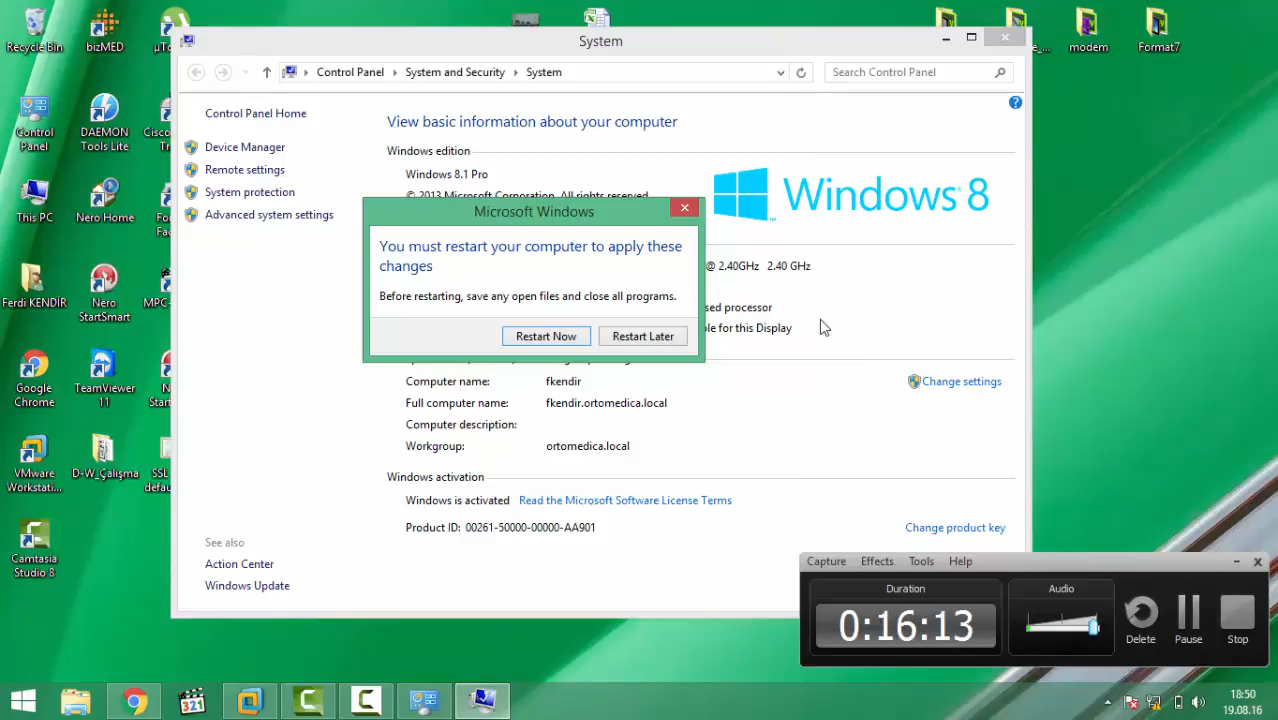 Recycle Bin
bizMED
µTo
modem
Format7
System
Control Panel
System and Security
System
Search Control Panel
Control Panel Home
Device Manager
Remote settings
System protection
Advanced system settings
See also
Action Center
Windows Update
View basic information about your computer
Windows edition
Windows 8.1 Pro
© 2013 Microsoft Corporation. All rights reserved.
Windows 8
@ 2.40GHz 2.40 GHz
sed processor
ble for this Display
Microsoft Windows
You must restart your computer to apply these
changes
Before restarting, save any open files and close all programs.
Restart Now
Restart Later
Computer name: fkendir
Change settings
Full computer name: fkendir.ortomedica.local
Computer description:
Workgroup: ortomedica.local
Windows activation
Windows is activated Read the Microsoft Software License Terms
Product ID: 00261-50000-00000-AA901
Change product key
Control
Panel
DAEMON
Tools Lite
Cisco
Tr
This PC
Nero Home
For
Fac
Ferdi KENDIR
Nero
StartSmart
MPC-
Google
Chrome
TeamViewer
11
N
Start
VMware
Workstati...
D-W_Çalışma
SSL
defau
Camtasia
Studio 8
Capture
Effects
Tools
Help
Duration
0:16:13
Audio
Delete
Pause
Stop
321
18:50
19.08.16